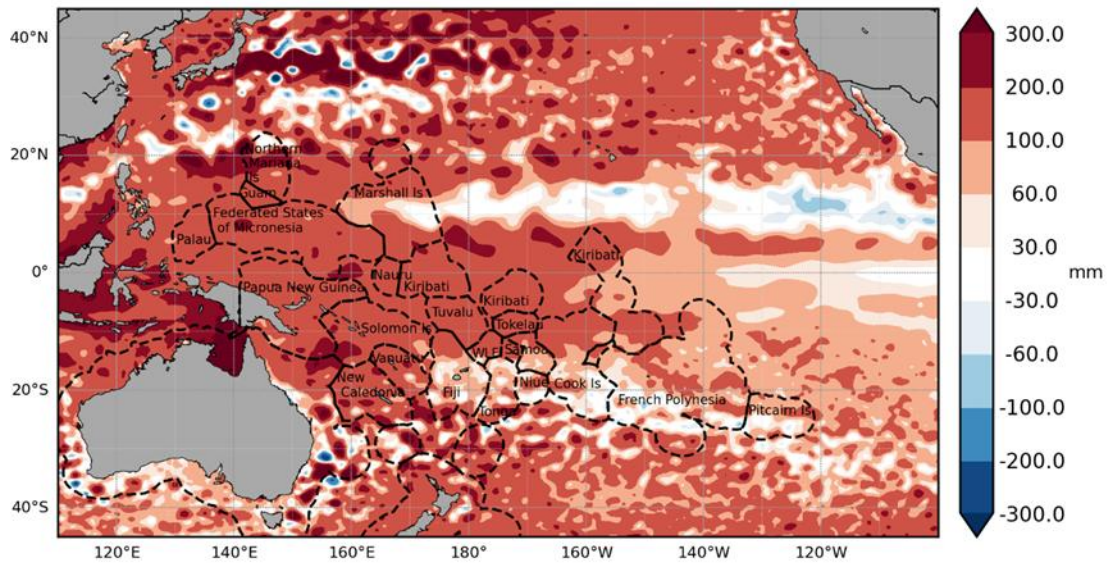 40°N
20°N
0°
20°S
40°S
120°E
140°E
160°E
180°
160°W
140°W
120°W
Northern
Mariana
Is
Guam
Marshall Is
Federated States
of Micronesia
Palau
Kiribati
Nauru
Papua New Guinea
Kiribati
Kiribati
Tuvalu
Tokelau
Solomon Is
WLF
Samoa
Vanuatu
New
Caledonia
Fiji
Niue
Cook Is
French Polynesia
Tonga
Pitcairn Is
300.0
200.0
100.0
60.0
30.0
-30.0
-60.0
-100.0
-200.0
-300.0
mm